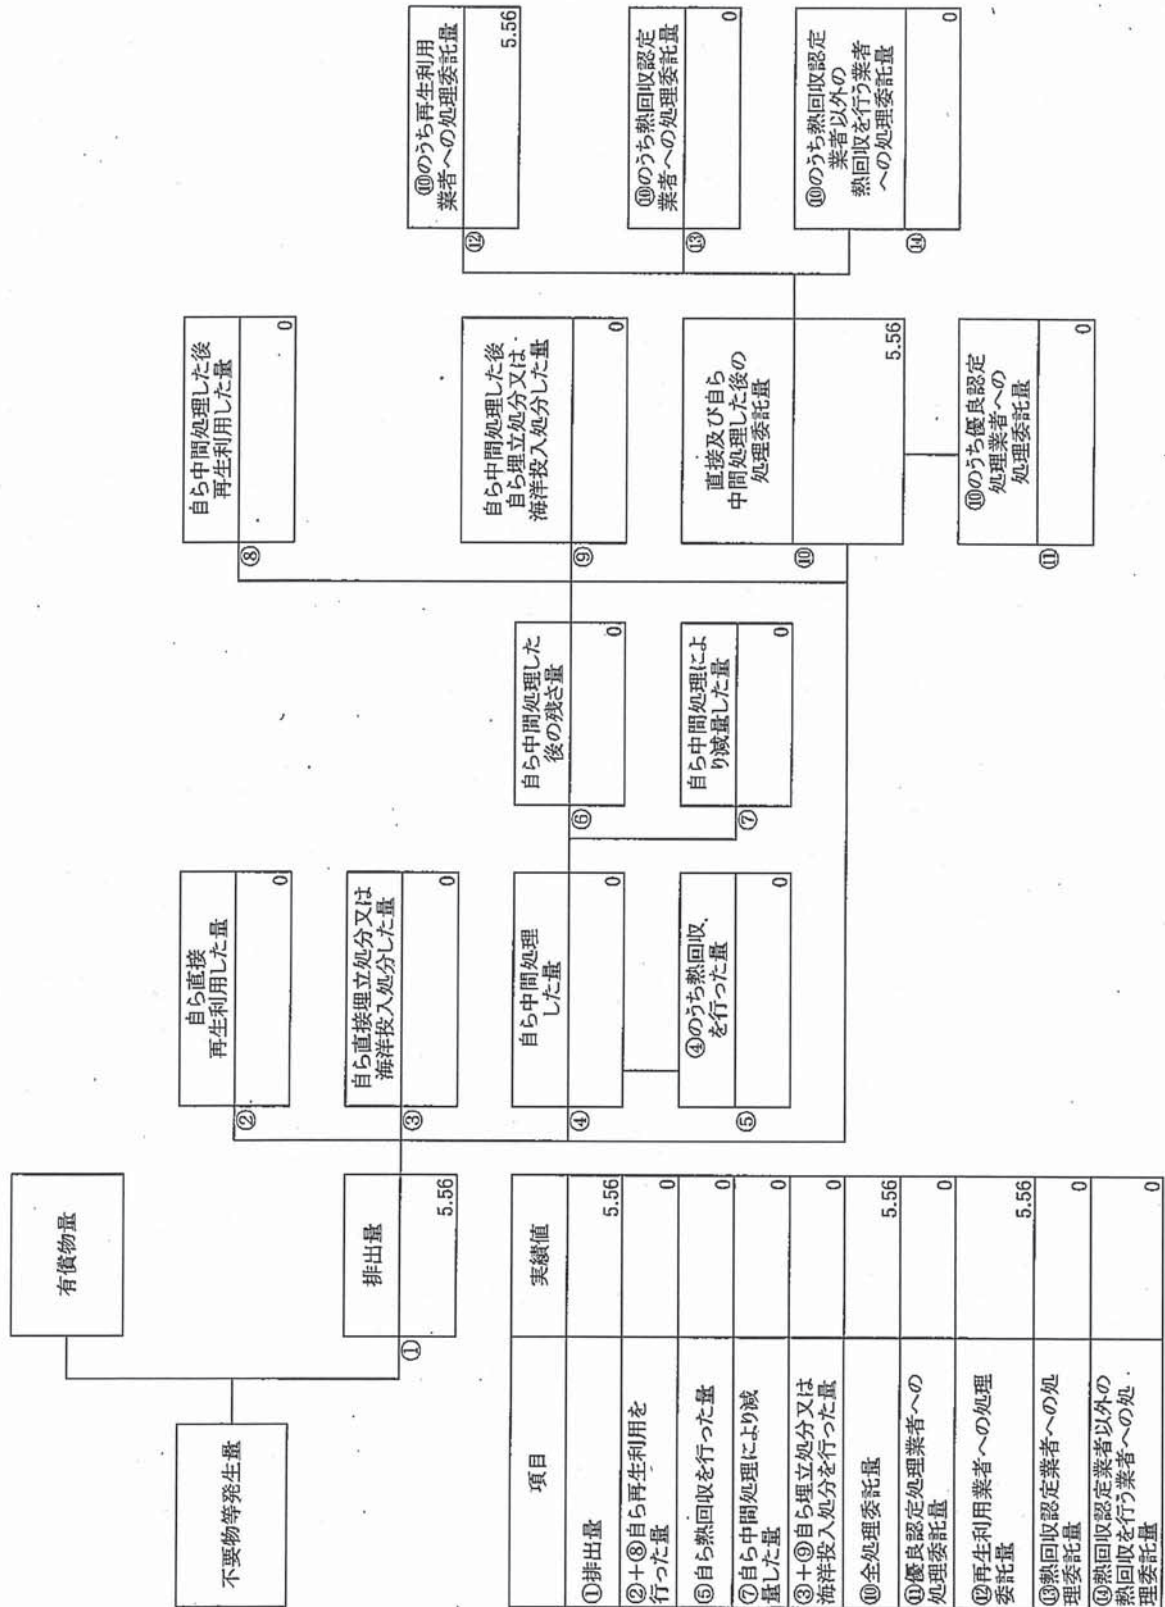 不要物等発生量
有償物量
排出量
①
5.56
自ら直接
再生利用した量
②
0
自ら直接埋立処分又は
海洋投入処分した量
③
0
自ら中間処理
した量
④
0
④のうち熱回収
を行った量
⑤
0
自ら中間処理した
後の残さ量
⑥
0
自ら中間処理によ
り減量した量
⑦
0
自ら中間処理した後
再生利用した量
⑧
0
自ら中間処理した後
自ら埋立処分又は
海洋投入処分した量
⑨
0
直接及び自ら
中間処理した後の
処理委託量
⑩
5.56
⑩のうち優良認定
処理業者への
処理委託量
⑪
0
⑩のうち再生利用
業者への処理委託量
⑫
5.56
⑩のうち熱回収認定
業者への処理委託量
⑬
0
⑩のうち熱回収認定
業者以外の
熱回収を行う業者
への処理委託量
⑭
0
項目 実績値
①排出量 5.56
②+⑧自ら再生利用を
行った量 0
⑤自ら熱回収を行った量 0
⑦自ら中間処理により減
量した量 0
③+⑨自ら埋立処分又は
海洋投入処分を行った量 0
⑩全処理委託量 5.56
⑪優良認定処理業者への
処理委託量 0
⑫再生利用業者への処理
委託量 5.56
⑬熱回収認定業者への処
理委託量 0
⑭熱回収認定業者以外の
熱回収を行う業者への処
理委託量 0